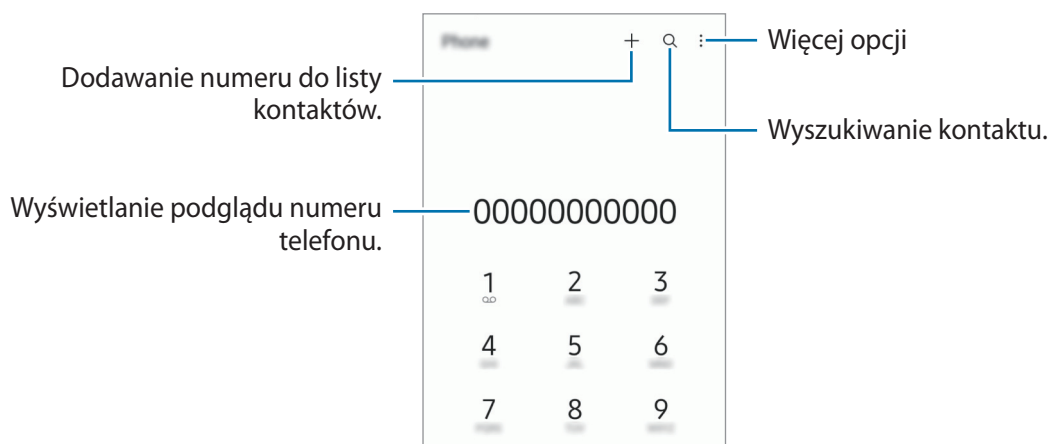 Phone
Więcej opcji
Dodawanie numeru do listy
kontaktów.
Wyszukiwanie kontaktu.
Wyświetlanie podglądu numeru
telefonu.
00000000000
1 2 3
4 5 6
7 8 9